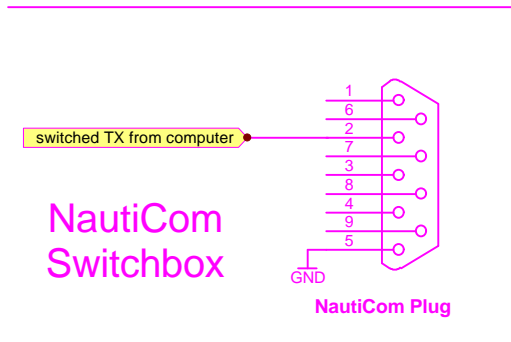 1
6
switched TX from computer
2
7
3
8
NautiCom
Switchbox
4
9
5
GND
NautiCom Plug